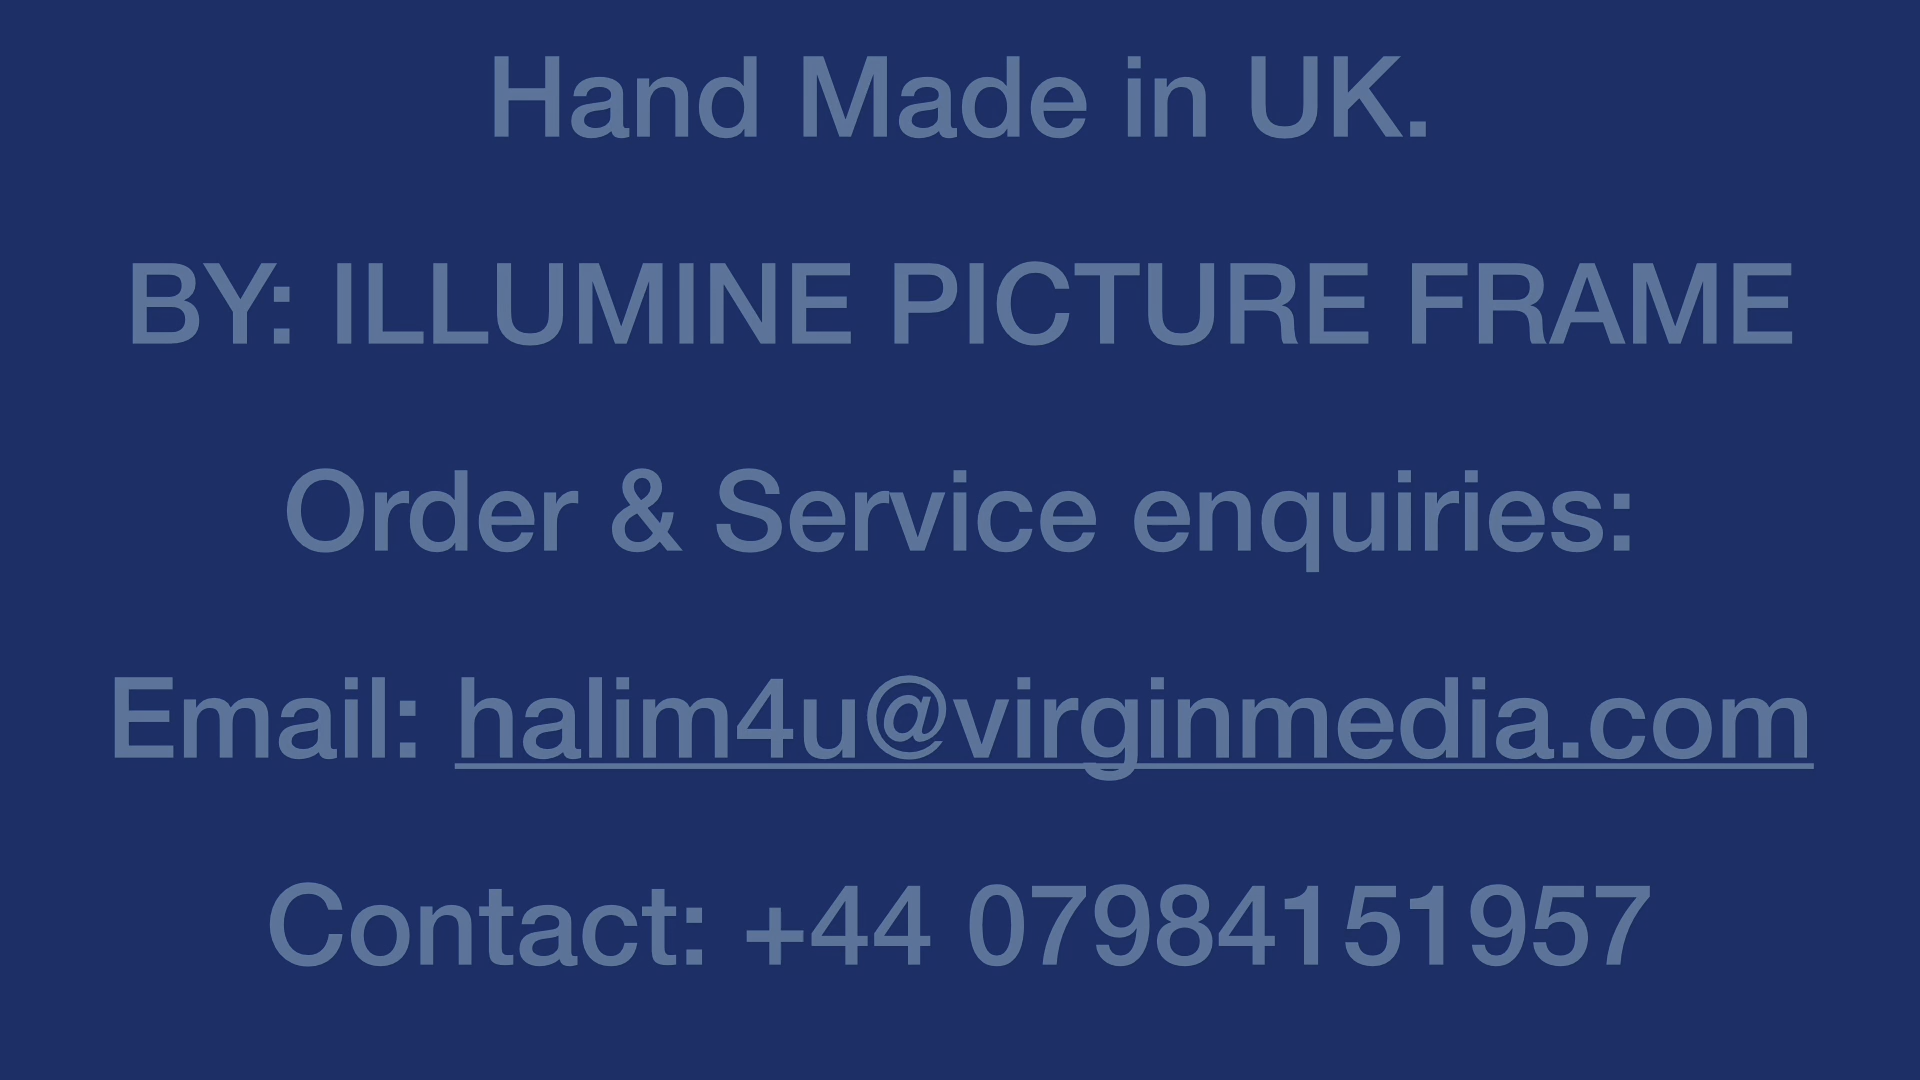 Hand Made in UK.
BY: ILLUMINE PICTURE FRAME
Order & Service enquiries:
Email: halim4u@virginmedia.com
Contact: +44 07984151957